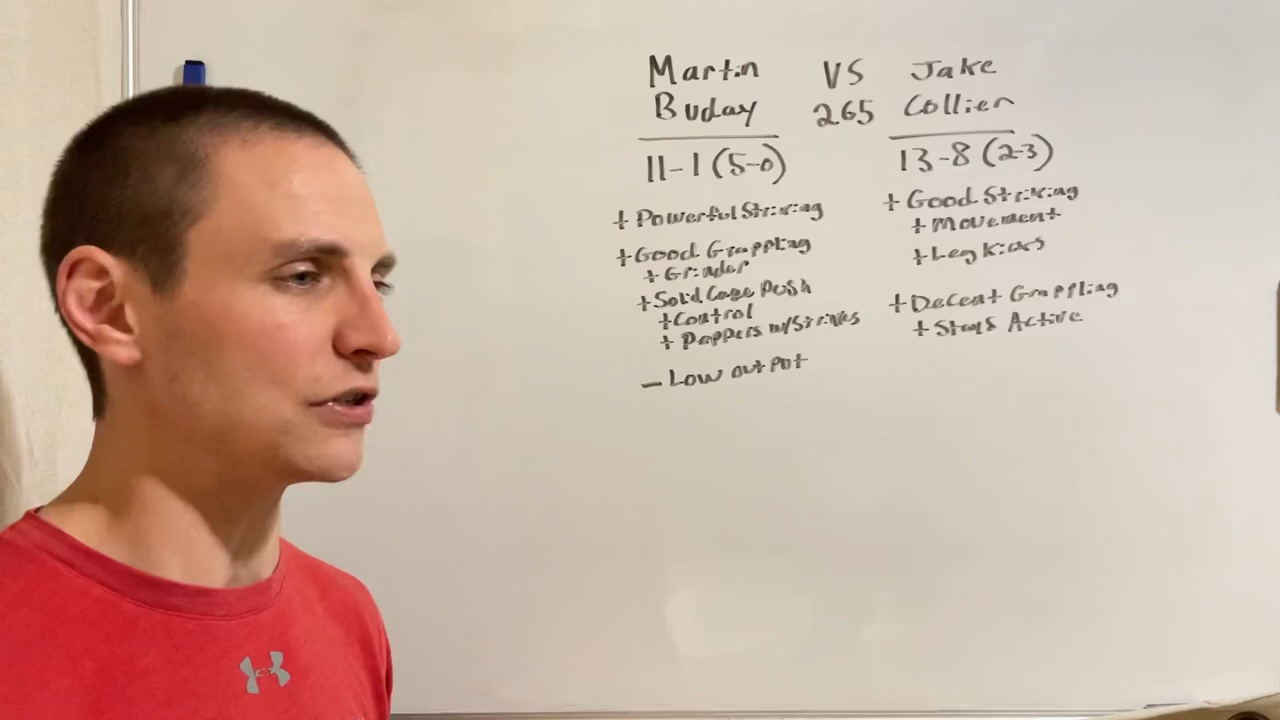 Martin VS Jake
Buday 265 Collier
11-1 (5-0)
13-8 (2-3)
+ Powerful Striking
+ Good Grappling
+ Grinder
+ Solid Cage Push
+ Control
+ Peppers w/Strikes
- Low output
+ Good Striking
+ Movement
+ Leg Kicks
+ Decent Grappling
+ Stays Active